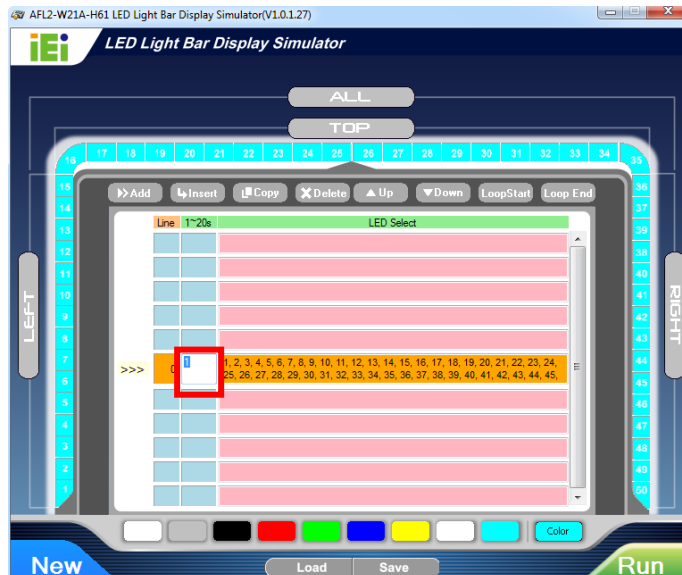 AFL2-W21A-H61 LED Light Bar Display Simulator(V1.0.1.27)
iEi
LED Light Bar Display Simulator
ALL
TOP
16 17 18 19 20 21 22 23 24 25 26 27 28 29 30 31 32 33 34 35
15 Add Insert Copy Delete Up Down LoopStart Loop End 36
14 37
13 Line 1~20s LED Select 39
12 38
11 40
10 41
9 42
8 43
7 >>> 0 1 1, 2, 3, 4, 5, 6, 7, 8, 9, 10, 11, 12, 13, 14, 15, 16, 17, 18, 19, 20, 21, 22, 23, 24, 44
6 25, 26, 27, 28, 29, 30, 31, 32, 33, 34, 35, 36, 37, 38, 39, 40, 41, 42, 43, 44, 45, 45
5 46
4 47
3 48
2 49
1 50
LEFT
RIGHT
Color
New Load Save Run